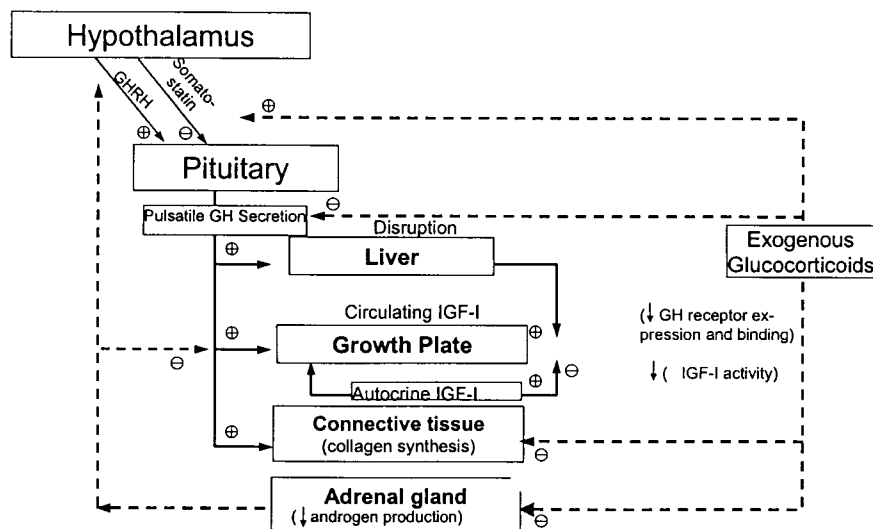 Hypothalamus
GHRH
Somato-
statin
⊕
⊕
⊖
Pituitary
⊖
Pulsatile GH Secretion
Disruption
⊕
Liver
Exogenous
Glucocorticoids
Circulating IGF-I
(↓ GH receptor ex-
pression and binding)
⊕
⊕
Growth Plate
⊖
⊕
⊖
↓ ( IGF-I activity)
Autocrine IGF-I
⊕
Connective tissue
(collagen synthesis)
⊖
Adrenal gland
(↓ androgen production)
⊖